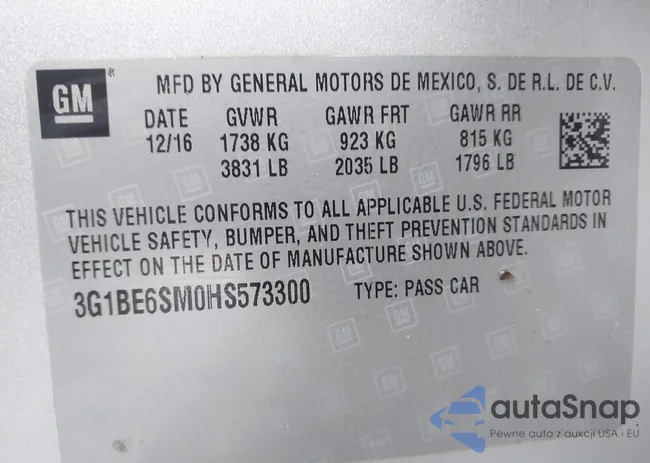 GM ® MFD BY GENERAL MOTORS DE MEXICO, S. DE R.L. DE C.V.
DATE GVWR GAWR FRT GAWR RR
12/16 1738 KG 923 KG 815 KG
3831 LB 2035 LB 1796 LB
THIS VEHICLE CONFORMS TO ALL APPLICABLE U.S. FEDERAL MOTOR
VEHICLE SAFETY, BUMPER, AND THEFT PREVENTION STANDARDS IN
EFFECT ON THE DATE OF MANUFACTURE SHOWN ABOVE.
3G1BE6SM0HS573300 TYPE: PASS CAR
autaSnap
Pewne auta z aukcji USA i EU